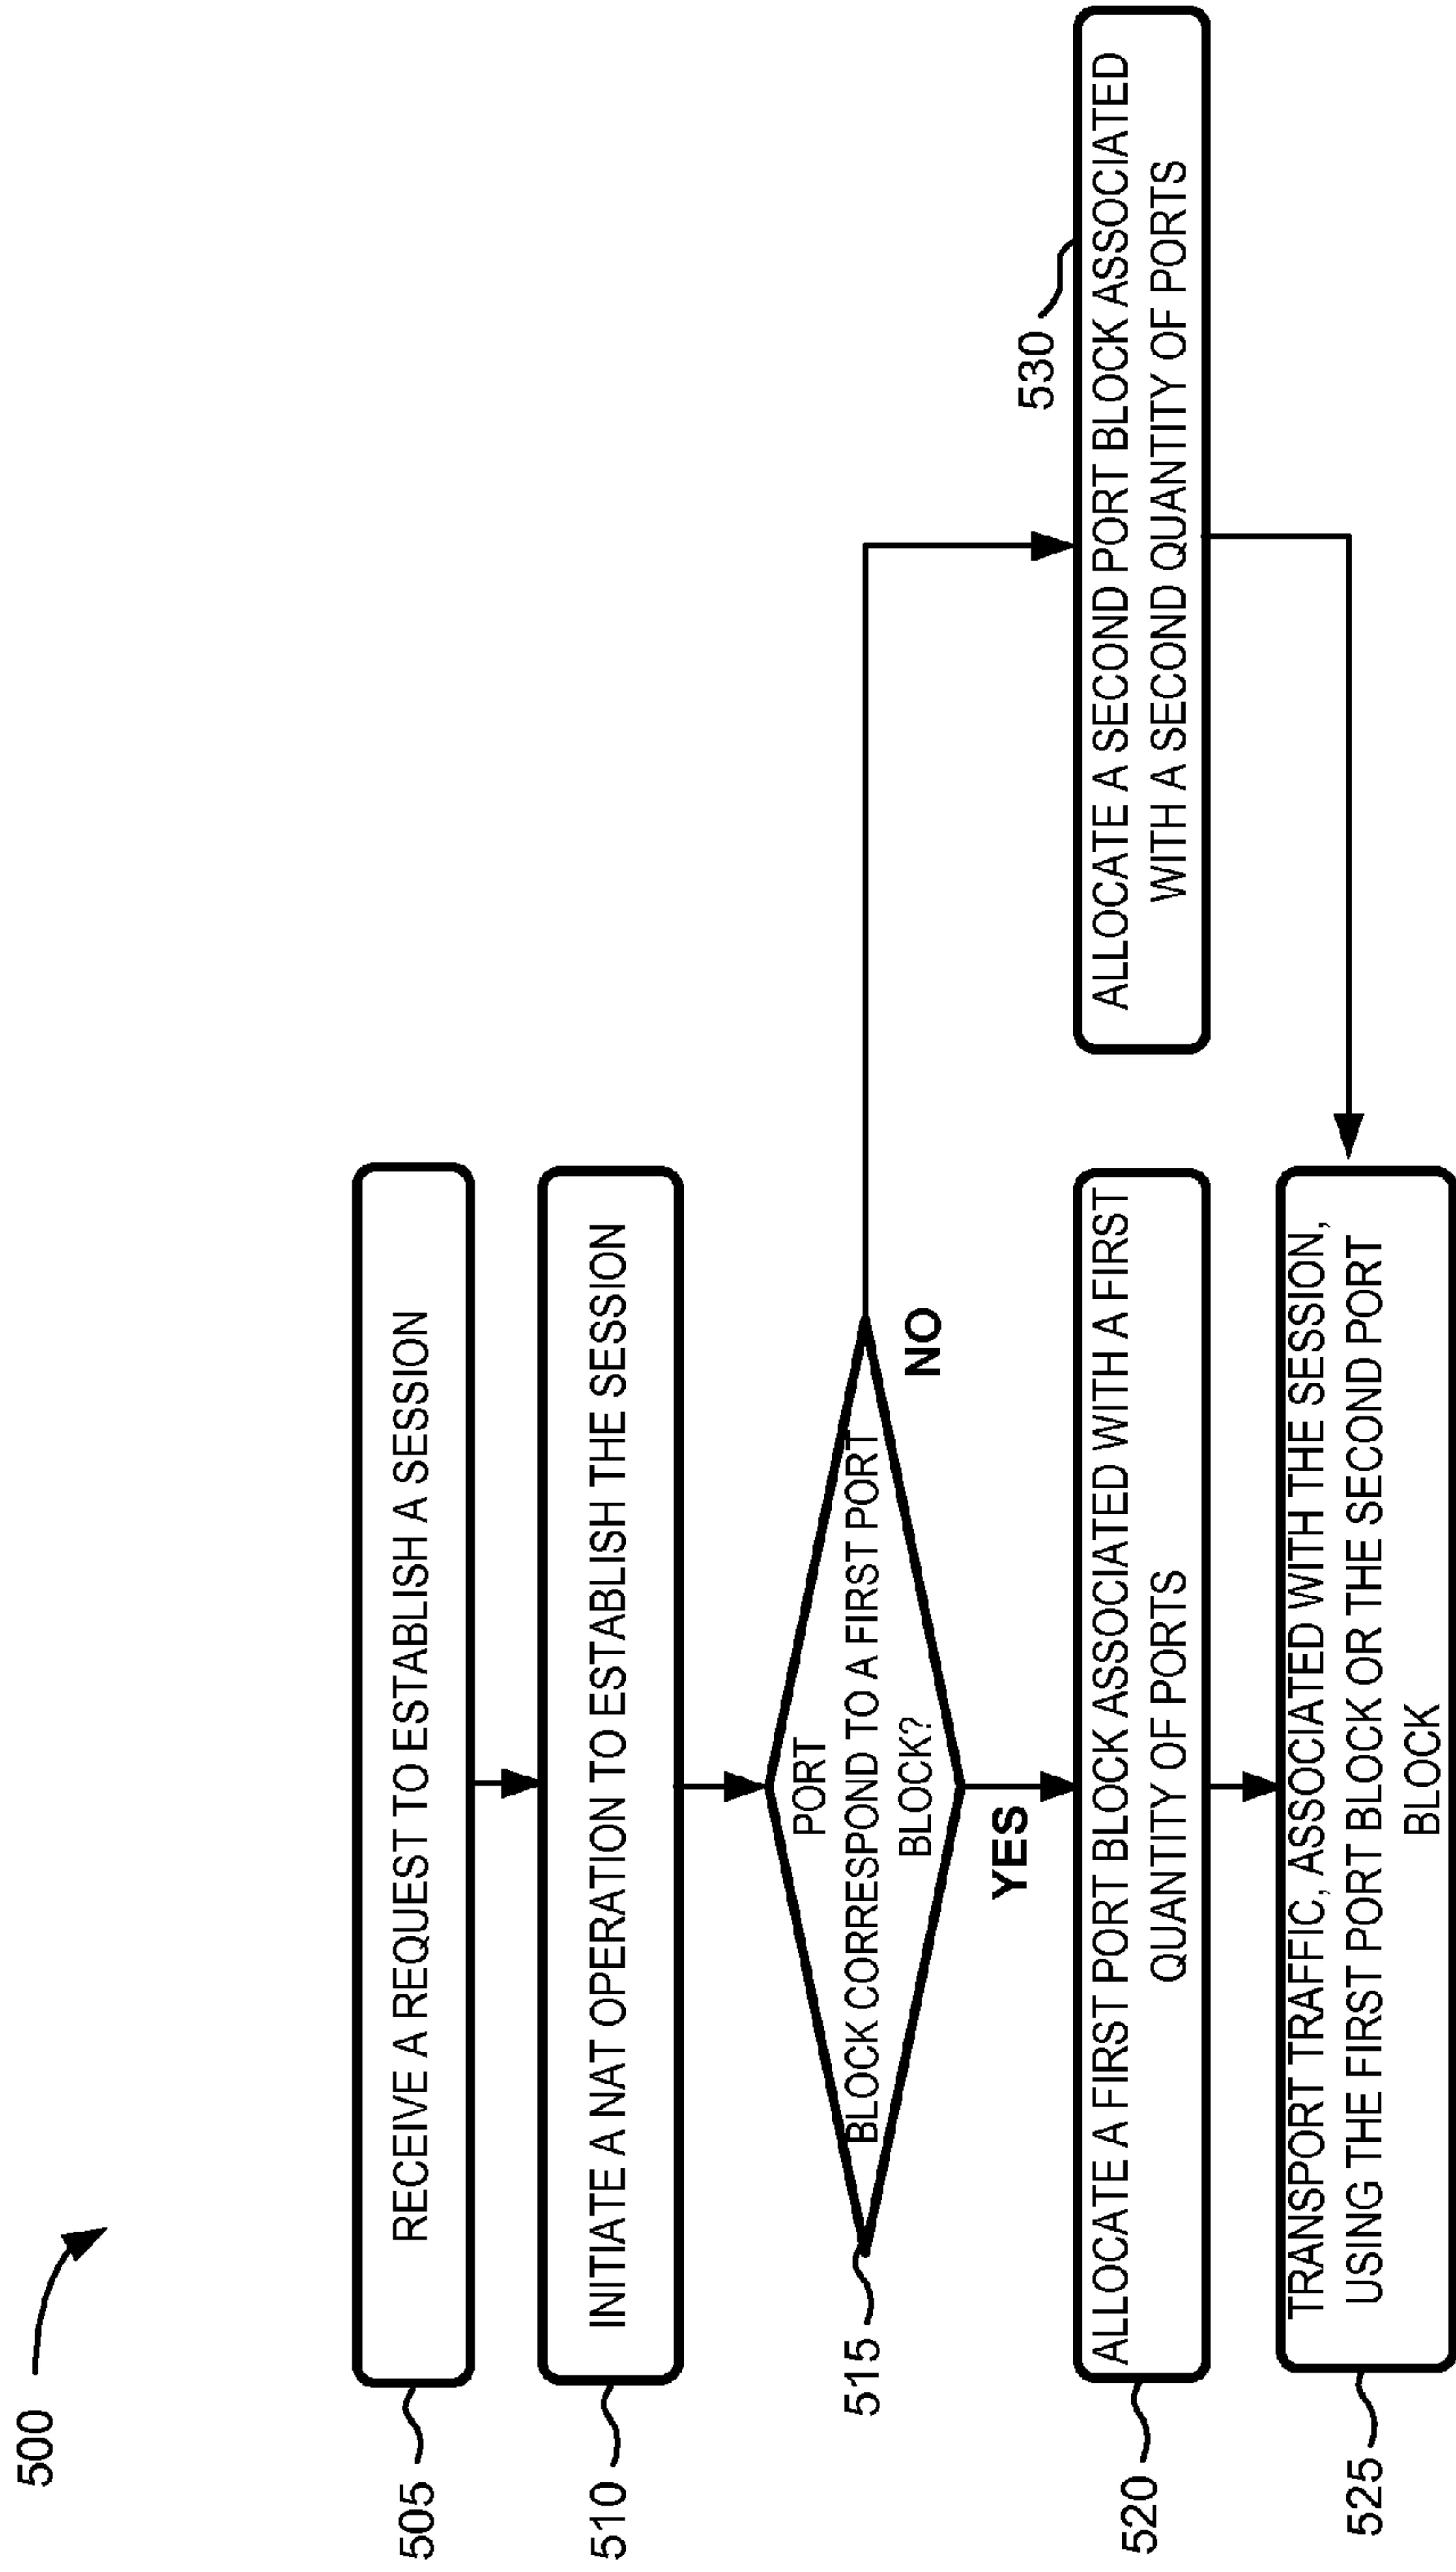 500
505
RECEIVE A REQUEST TO ESTABLISH A SESSION
510
INITIATE A NAT OPERATION TO ESTABLISH THE SESSION
515
PORT
BLOCK CORRESPOND TO A FIRST PORT
BLOCK?
NO
YES
520
ALLOCATE A FIRST PORT BLOCK ASSOCIATED WITH A FIRST
QUANTITY OF PORTS
530
ALLOCATE A SECOND PORT BLOCK ASSOCIATED
WITH A SECOND QUANTITY OF PORTS
525
TRANSPORT TRAFFIC, ASSOCIATED WITH THE SESSION,
USING THE FIRST PORT BLOCK OR THE SECOND PORT
BLOCK